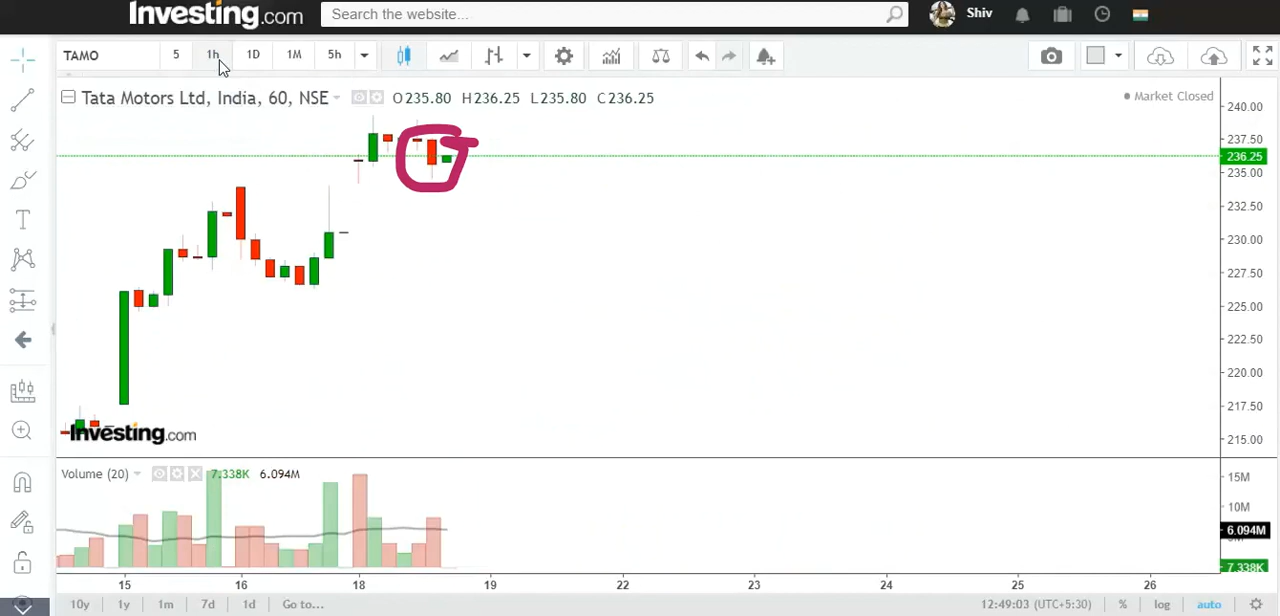 Investing.com
Search the website...
Shiv
TAMO
5
1h
1D
1M
5h
Tata Motors Ltd, India, 60, NSE
O235.80 H236.25 L235.80 C236.25
Market Closed
240.00
237.50
236.25
235.00
232.50
230.00
227.50
225.00
222.50
220.00
217.50
215.00
Investing.com
Volume (20)
7.338K
6.094M
15M
10M
6.094M
7.338K
15
16
18
19
22
23
24
25
26
10y
1y
1m
7d
1d
Go to...
12:49:03 (UTC+5:30)
%
log
auto